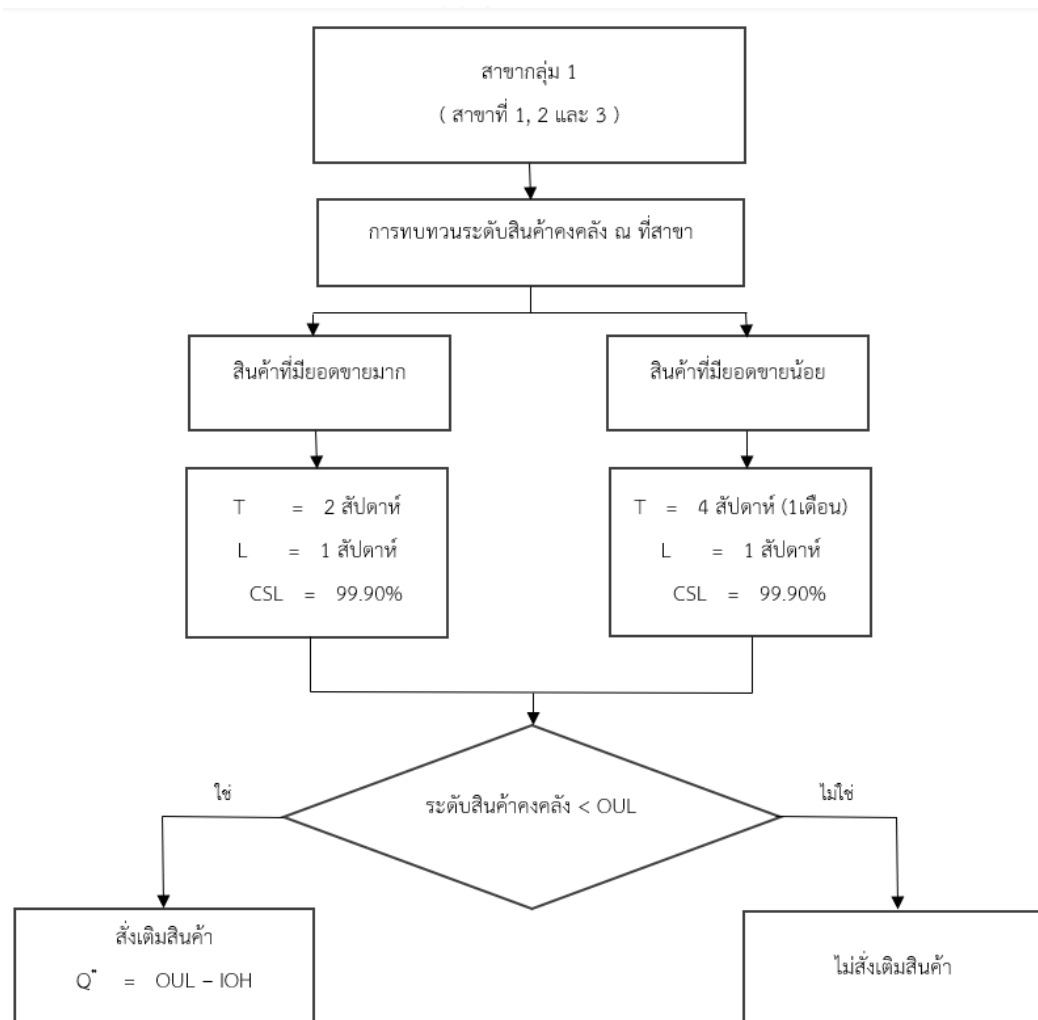 สาขากลุ่ม 1
( สาขาที่ 1, 2 และ 3 )
การทบทวนระดับสินค้าคงคลัง ณ ที่สาขา
สินค้าที่มียอดขายมาก
สินค้าที่มียอดขายน้อย
T = 2 สัปดาห์
L = 1 สัปดาห์
CSL = 99.90%
T = 4 สัปดาห์ (1เดือน)
L = 1 สัปดาห์
CSL = 99.90%
ระดับสินค้าคงคลัง < OUL
ใช่
ไม่ใช่
สั่งเติมสินค้า
Q* = OUL – IOH
ไม่สั่งเติมสินค้า